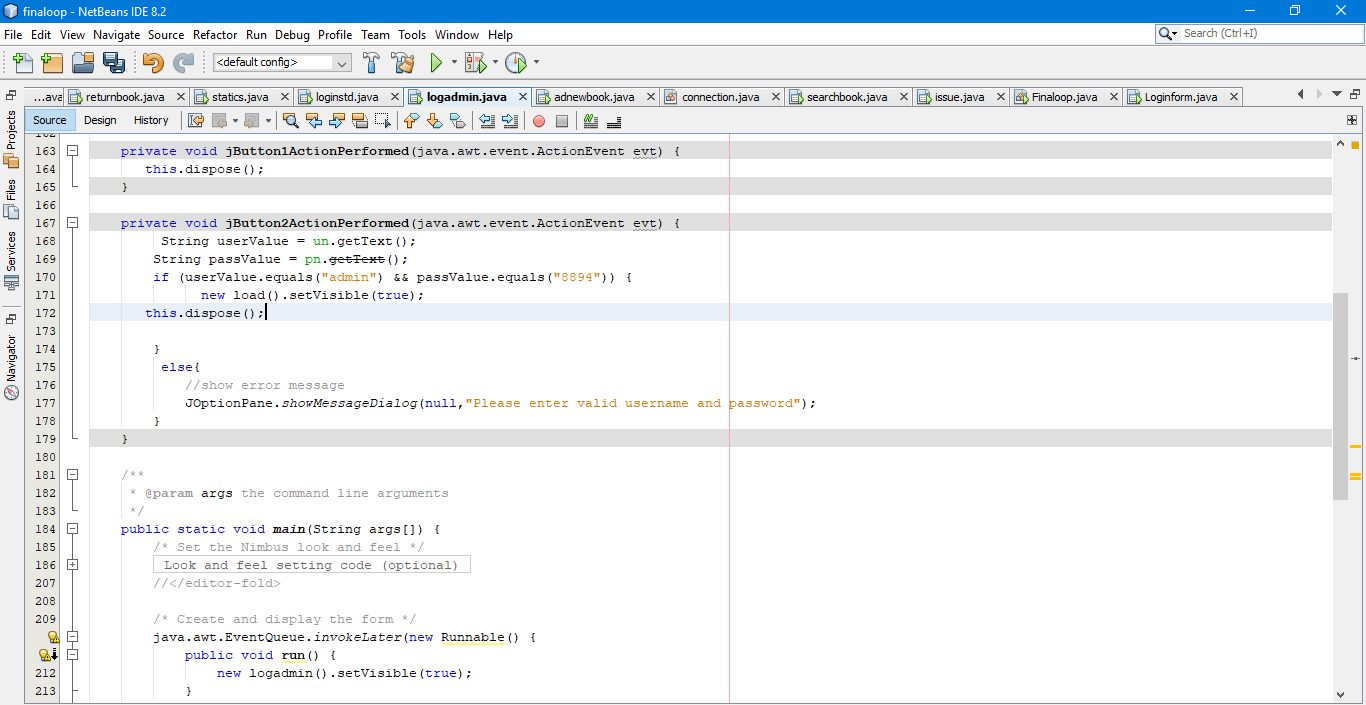 finaloop - NetBeans IDE 8.2
File Edit View Navigate Source Refactor Run Debug Profile Team Tools Window Help
Search (Ctrl+I)
<default config>
...ava returnbook.java statics.java loginstd.java logadmin.java adnewbook.java connection.java searchbook.java issue.java Finaloop.java Loginform.java
Source Design History
Projects
Files
Services
Navigator
162
163 private void jButton1ActionPerformed(java.awt.event.ActionEvent evt) {
164 this.dispose();
165 }
166
167 private void jButton2ActionPerformed(java.awt.event.ActionEvent evt) {
168 String userValue = un.getText();
169 String passValue = pn.getText();
170 if (userValue.equals("admin") && passValue.equals("8894")) {
171 new load().setVisible(true);
172 this.dispose();
173
174 }
175 else{
176 //show error message
177 JOptionPane.showMessageDialog(null,"Please enter valid username and password");
178 }
179 }
180
181 /**
182 * @param args the command line arguments
183 */
184 public static void main(String args[]) {
185 /* Set the Nimbus look and feel */
186 Look and feel setting code (optional)
207 //</editor-fold>
208
209 /* Create and display the form */
java.awt.EventQueue.invokeLater(new Runnable() {
public void run() {
212 new logadmin().setVisible(true);
213 }